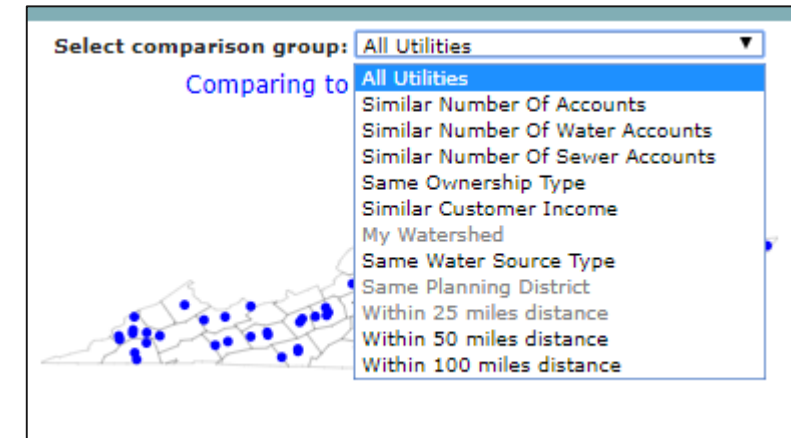 Select comparison group: All Utilities ▼
Comparing to
All Utilities
Similar Number Of Accounts
Similar Number Of Water Accounts
Similar Number Of Sewer Accounts
Same Ownership Type
Similar Customer Income
My Watershed
Same Water Source Type
Same Planning District
Within 25 miles distance
Within 50 miles distance
Within 100 miles distance